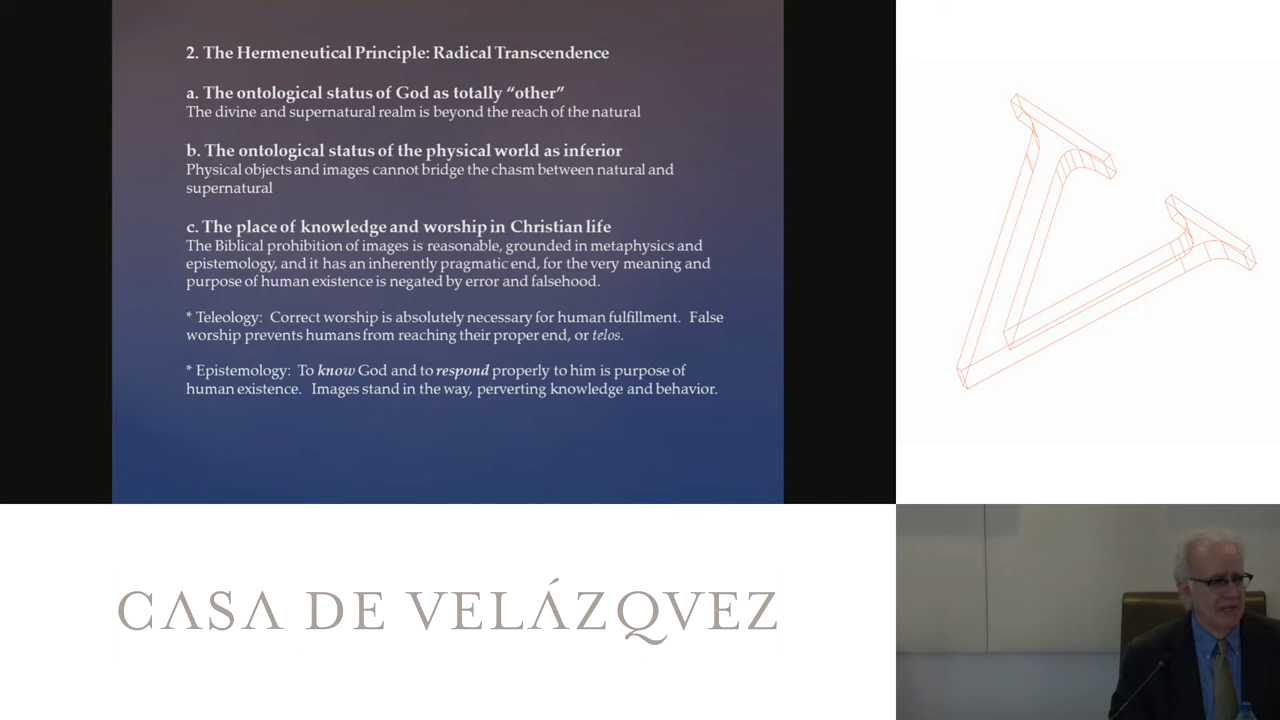 2. The Hermeneutical Principle: Radical Transcendence
a. The ontological status of God as totally “other”
The divine and supernatural realm is beyond the reach of the natural
b. The ontological status of the physical world as inferior
Physical objects and images cannot bridge the chasm between natural and
supernatural
c. The place of knowledge and worship in Christian life
The Biblical prohibition of images is reasonable, grounded in metaphysics and
epistemology, and it has an inherently pragmatic end, for the very meaning and
purpose of human existence is negated by error and falsehood.
* Teleology: Correct worship is absolutely necessary for human fulfillment. False
worship prevents humans from reaching their proper end, or telos.
* Epistemology: To know God and to respond properly to him is purpose of
human existence. Images stand in the way, perverting knowledge and behavior.
CASA DE VELÁZQVEZ